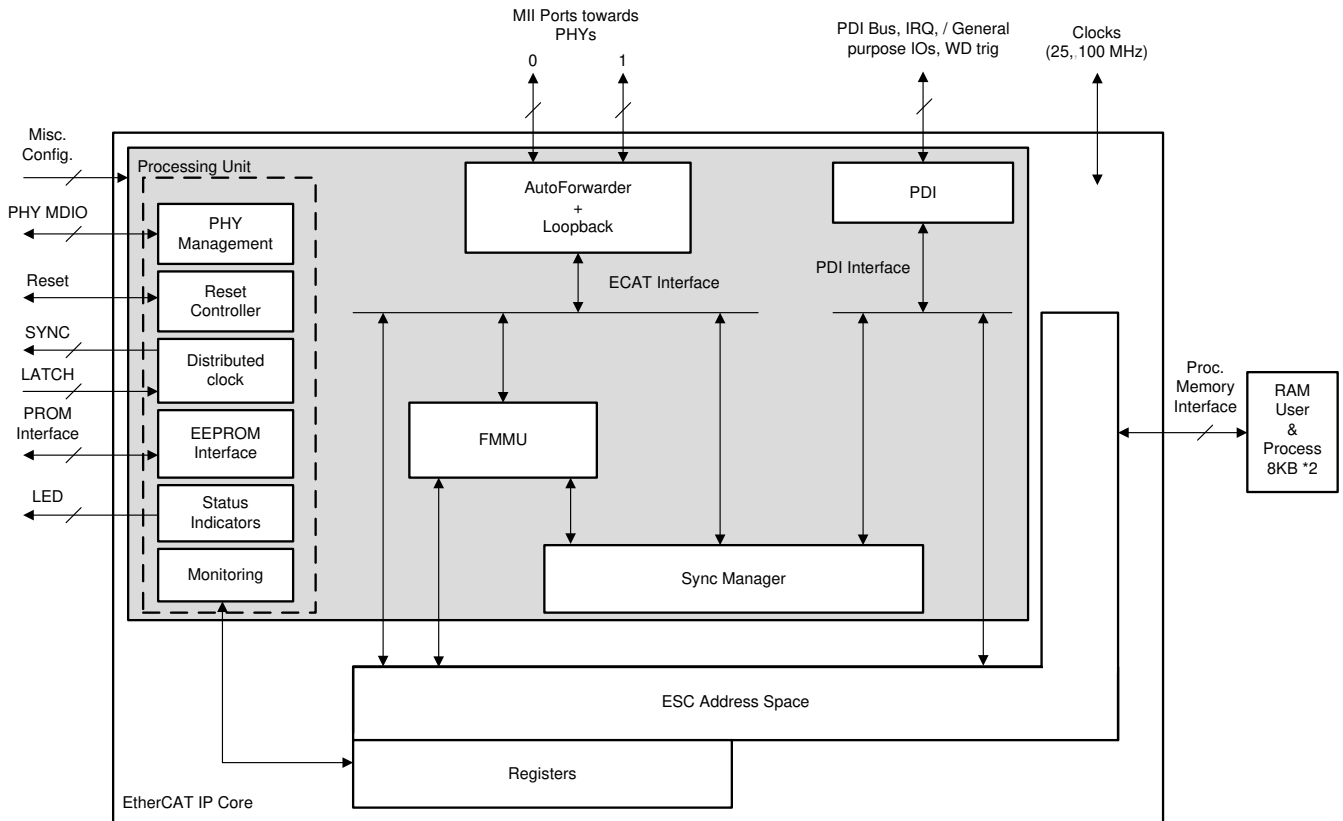 MII Ports towards
PHYs
0
1
PDI Bus, IRQ, / General
purpose IOs, WD trig
Clocks
(25,,100 MHz)
Misc.
Config.
PHY MDIO
Reset
SYNC
LATCH
PROM
Interface
LED
Processing Unit
PHY
Management
Reset
Controller
Distributed
clock
EEPROM
Interface
Status
Indicators
Monitoring
AutoForwarder
+
Loopback
ECAT Interface
PDI
PDI Interface
FMMU
Sync Manager
Proc.
Memory
Interface
RAM
User
&
Process
8KB *2
ESC Address Space
Registers
EtherCAT IP Core